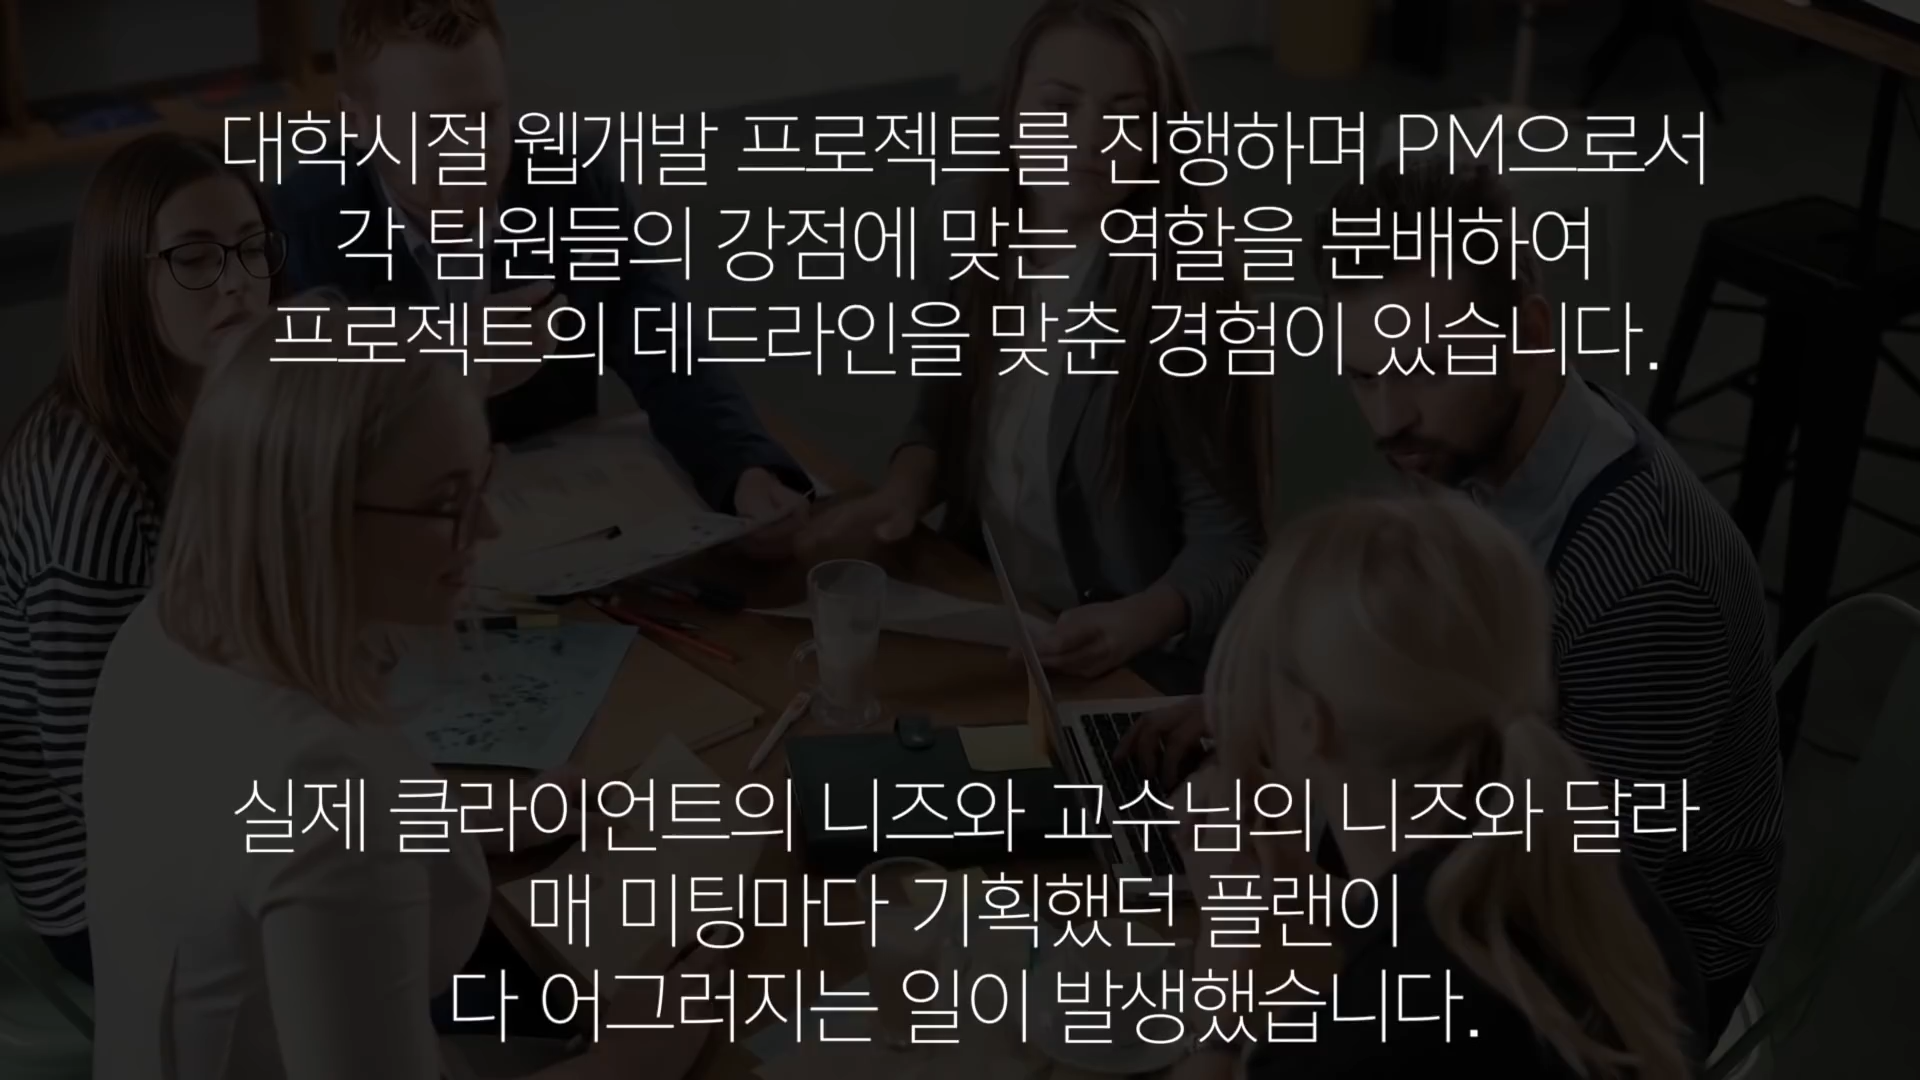 대학시절 웹개발 프로젝트를 진행하며 PM으로서
각 팀원들의 강점에 맞는 역할을 분배하여
프로젝트의 데드라인을 맞춘 경험이 있습니다.
실제 클라이언트의 니즈와 교수님의 니즈와 달라
매 미팅마다 기획했던 플랜이
다 어그러지는 일이 발생했습니다.